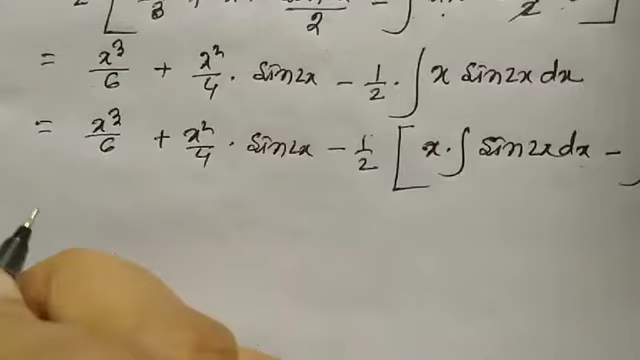 = x³/6 + x²/4 · sin2x - 1/2 · ∫ x sin2x dx
= x³/6 + x²/4 · sin2x - 1/2 [ x · ∫ sin2x dx - ∫